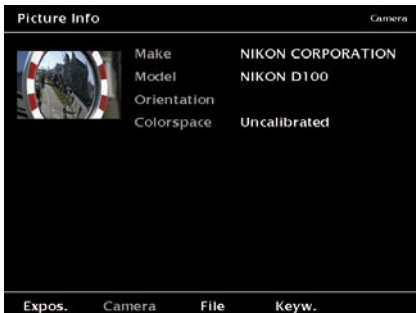 Picture Info Camera
Make NIKON CORPORATION
Model NIKON D100
Orientation
Colorspace Uncalibrated
Expos. Camera File Keyw.